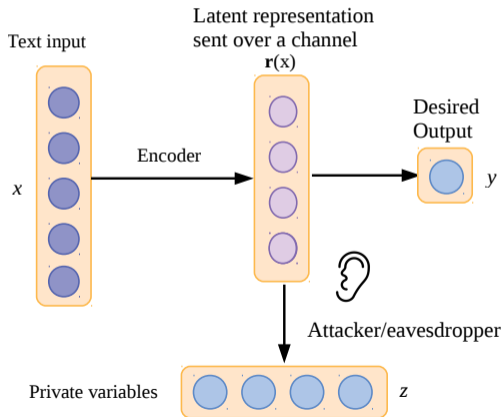 Latent representation
sent over a channel
r(x)
Text input
Desired
Output
Encoder
x
y
Attacker/eavesdropper
Private variables
z